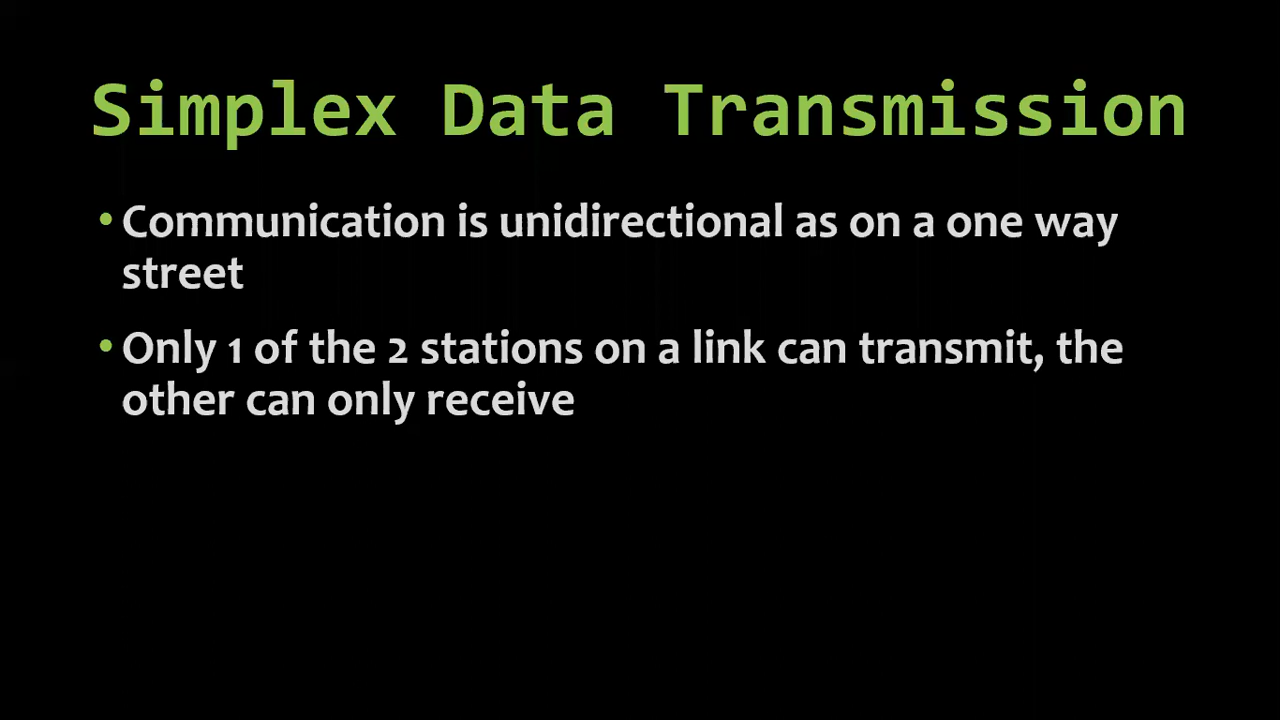 Simplex Data Transmission
• Communication is unidirectional as on a one way
street
• Only 1 of the 2 stations on a link can transmit, the
other can only receive